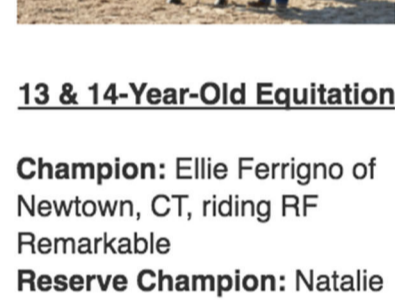 13 & 14-Year-Old Equitation
Champion: Ellie Ferrigno of
Newtown, CT, riding RF
Remarkable
Reserve Champion: Natalie